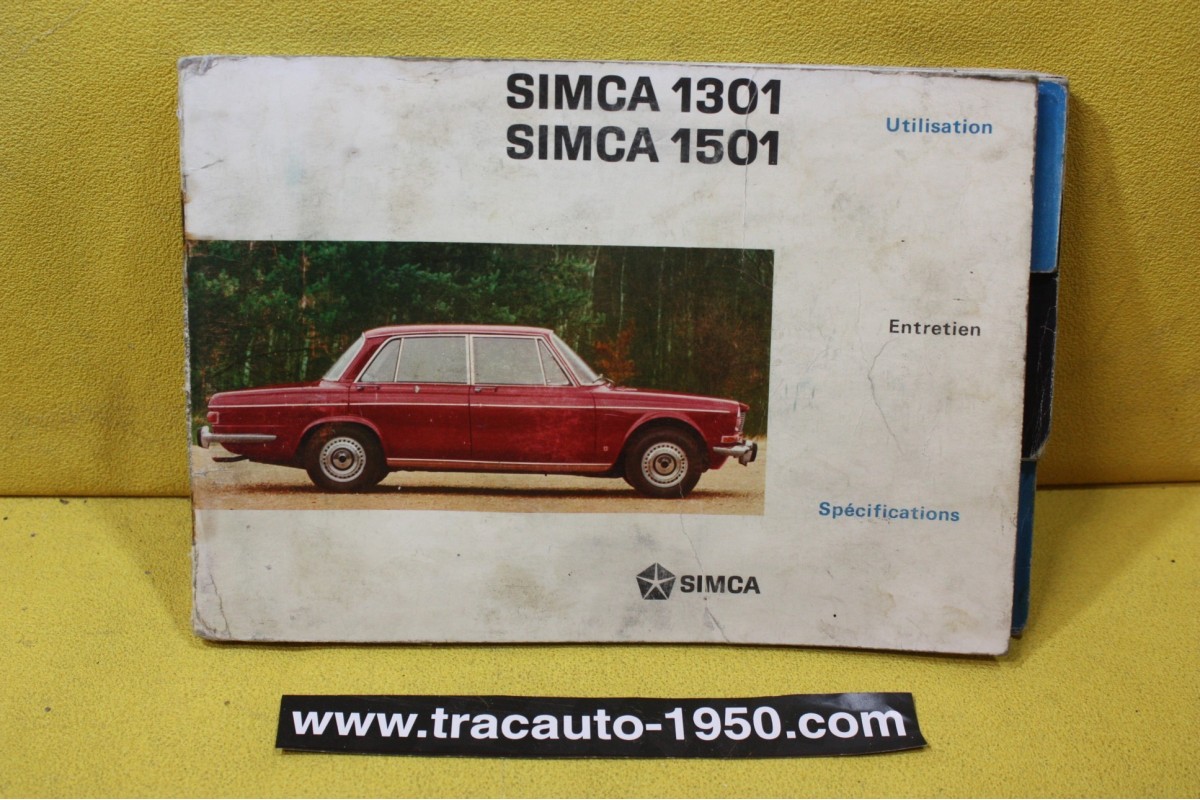 SIMCA 1301
SIMCA 1501
Utilisation
Entretien
Spécifications
SIMCA
www.tracauto-1950.com